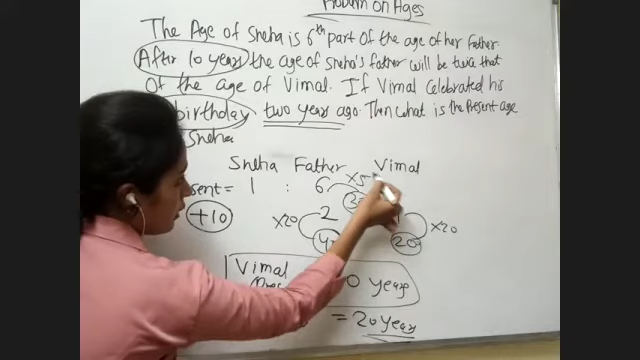 Problem on Ages
The Age of Sneha is 6th part of the age of her Father
After 10 years the age of Sneha's father will be twice that
of the age of Vimal. If Vimal celebrated his
birthday two years ago. Then what is the Present age
Sneha
Sneha Father Vimal
sent = 1 : 6 x5
+10 x20 2 1 x20
4 20
Vimal
0 years
= 20 years